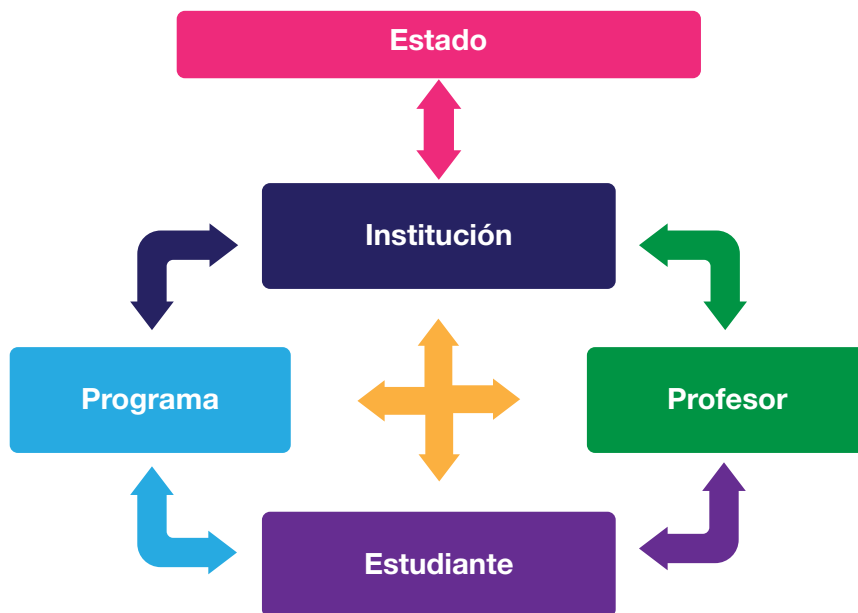 Estado
Institución
Programa
Profesor
Estudiante